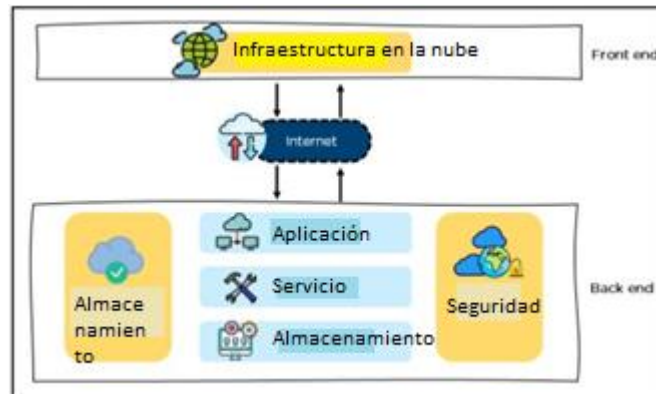 Infraestructura en la nube
Front end
Internet
Aplicación
Servicio
Almacenamiento
Almace
namien
to
Seguridad
Back end